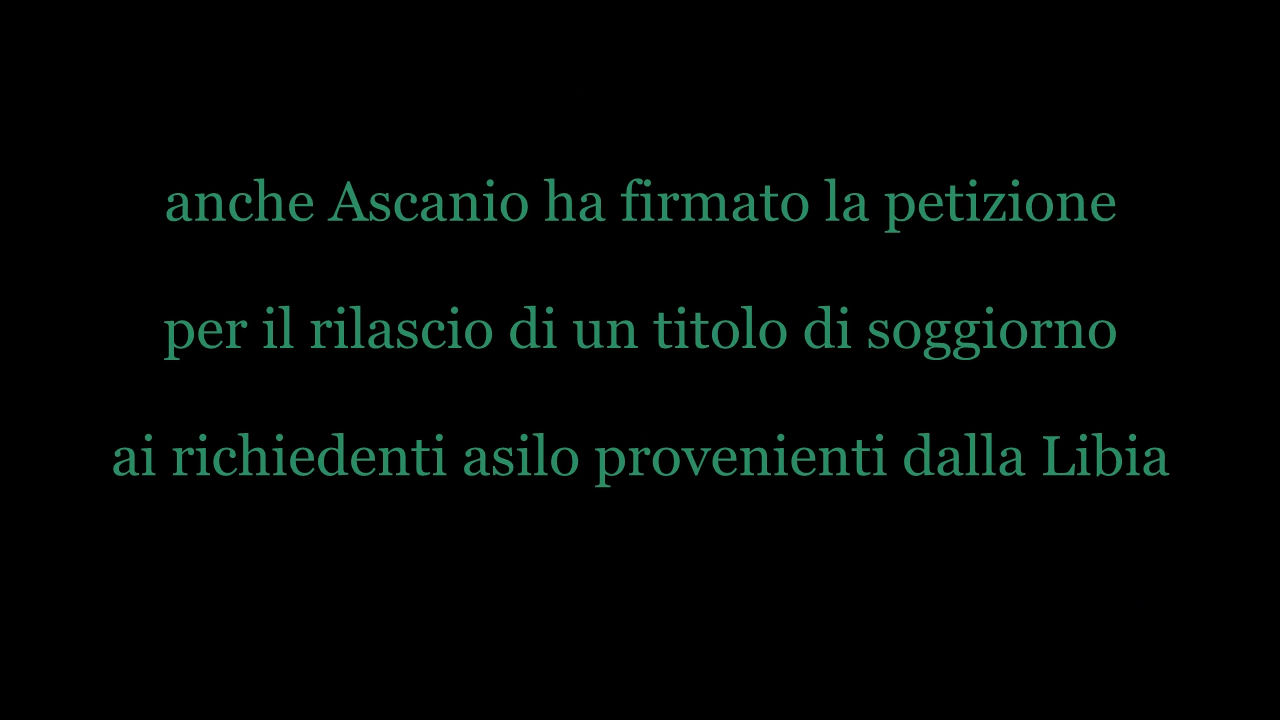 anche Ascanio ha firmato la petizione
per il rilascio di un titolo di soggiorno
ai richiedenti asilo provenienti dalla Libia